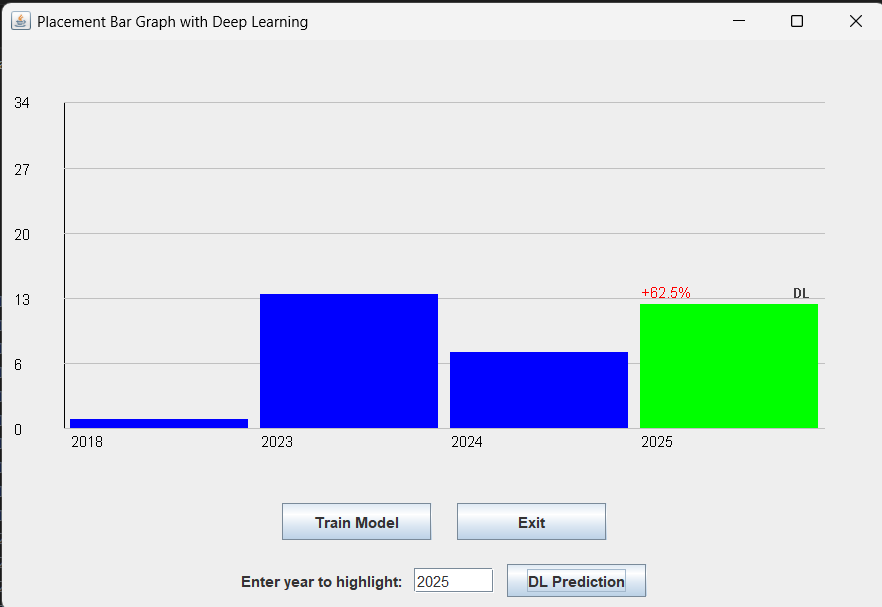 Placement Bar Graph with Deep Learning
34
27
20
13
6
0
+62.5% DL
2018 2023 2024 2025
Train Model Exit
Enter year to highlight: 2025 DL Prediction